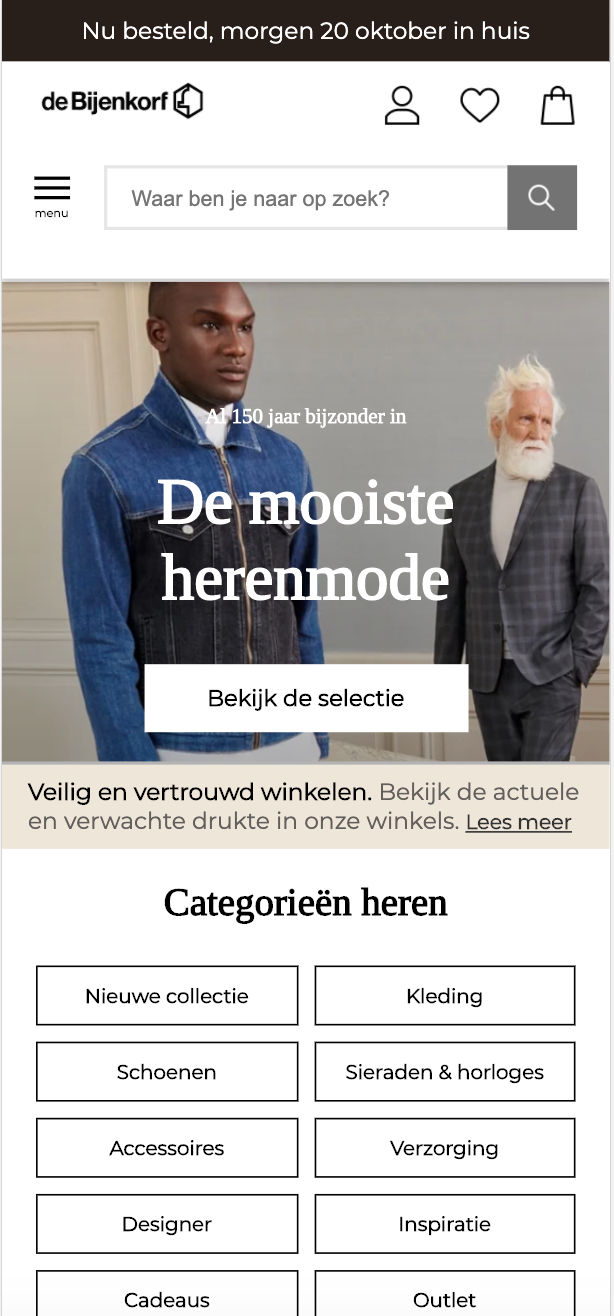 Nu besteld, morgen 20 oktober in huis
de Bijenkorf
menu
Waar ben je naar op zoek?
Al 150 jaar bijzonder in
De mooiste
herenmode
Bekijk de selectie
Veilig en vertrouwd winkelen. Bekijk de actuele
en verwachte drukte in onze winkels. Lees meer
Categorieën heren
Nieuwe collectie
Kleding
Schoenen
Sieraden & horloges
Accessoires
Verzorging
Designer
Inspiratie
Cadeaus
Outlet